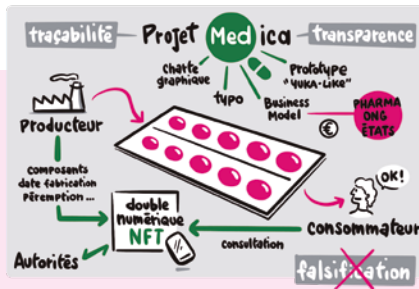 traçabilité
Projet Medica
transparence
Charte
graphique
typo
Business
Model
Prototype
"YUKA-LIKE"
PHARMA
ONG
ÉTATS
€
Producteur
composants
date fabrication
péremption...
double
numérique
NFT
Autorités
consultation
OK!
consommateur
falsification